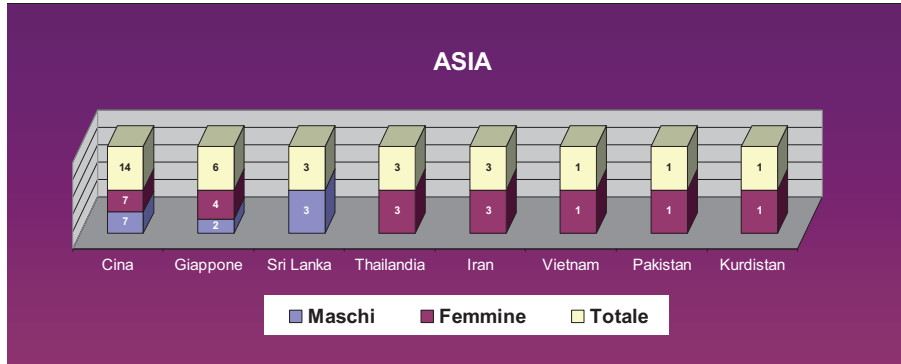 ASIA
14 6 3 3 3 1 1 1
7 4 3 3 3 1 1 1
7 2
Cina Giappone Sri Lanka Thailandia Iran Vietnam Pakistan Kurdistan
Maschi Femmine Totale